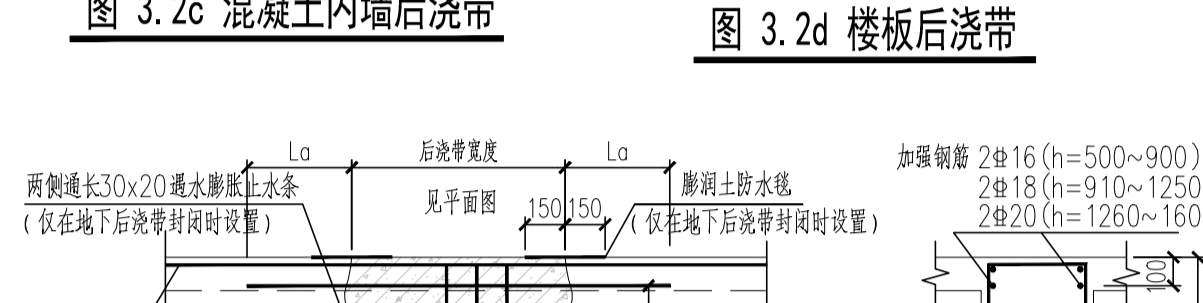 图 3.2c 混凝土内墙后浇带
图 3.2d 楼板后浇带
La
后浇带宽度
La
加强钢筋 2Φ16(h=500~900)
两侧通长30x20遇水膨胀止水条
膨润土防水毯
2Φ18(h=910~1250)
见平面图
150 150
(仅在地下后浇带封闭时设置)
(仅在地下后浇带封闭时设置)
2Φ20(h=1260~160
100